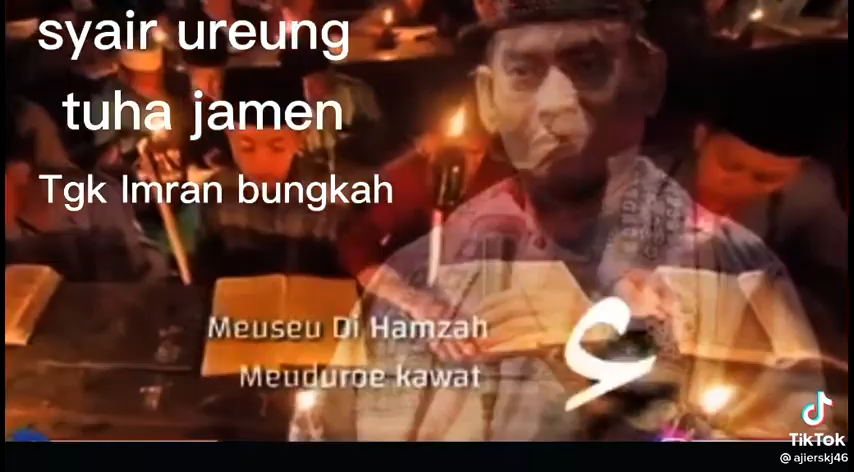 syair ureung
tuha jamen
Tgk Imran bungkah
Meuseu Di Hamzah
Meuduroe kawat
ء
TikTok
@ajierskj46